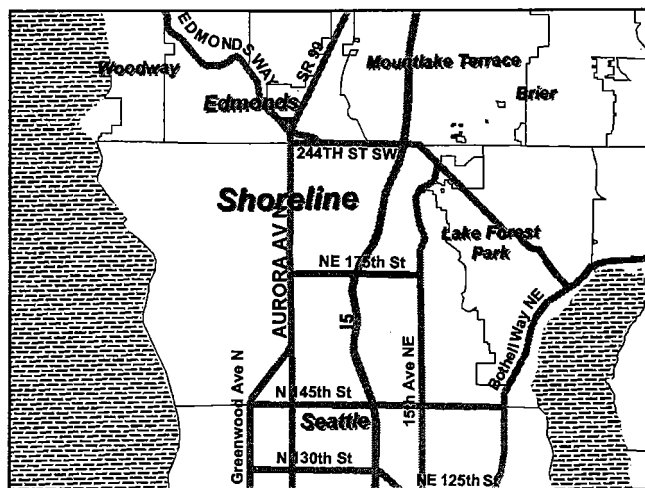 EDMONDS WAY
SR 99
Woodway
Mountlake Terrace
Edmonds
Brier
244TH ST SW
Shoreline
Lake Forest
Park
AURORA AV N
NE 175th St
I5
15th Ave NE
Bothell Way NE
Greenwood Ave N
N 145th St
Seattle
N 130th St
NE 125th St